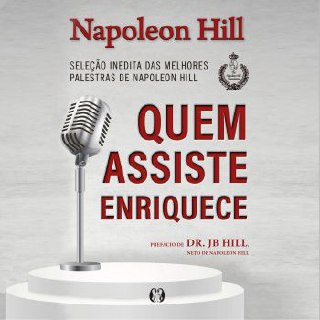 Napoleon Hill
SELEÇÃO INEDITA DAS MELHORES
PALESTRAS DE NAPOLEON HILL
QUEM
ASSISTE
ENRIQUECE
PREFÁCIO DE DR. JB HILL,
NETO DE NAPOLEON HILL